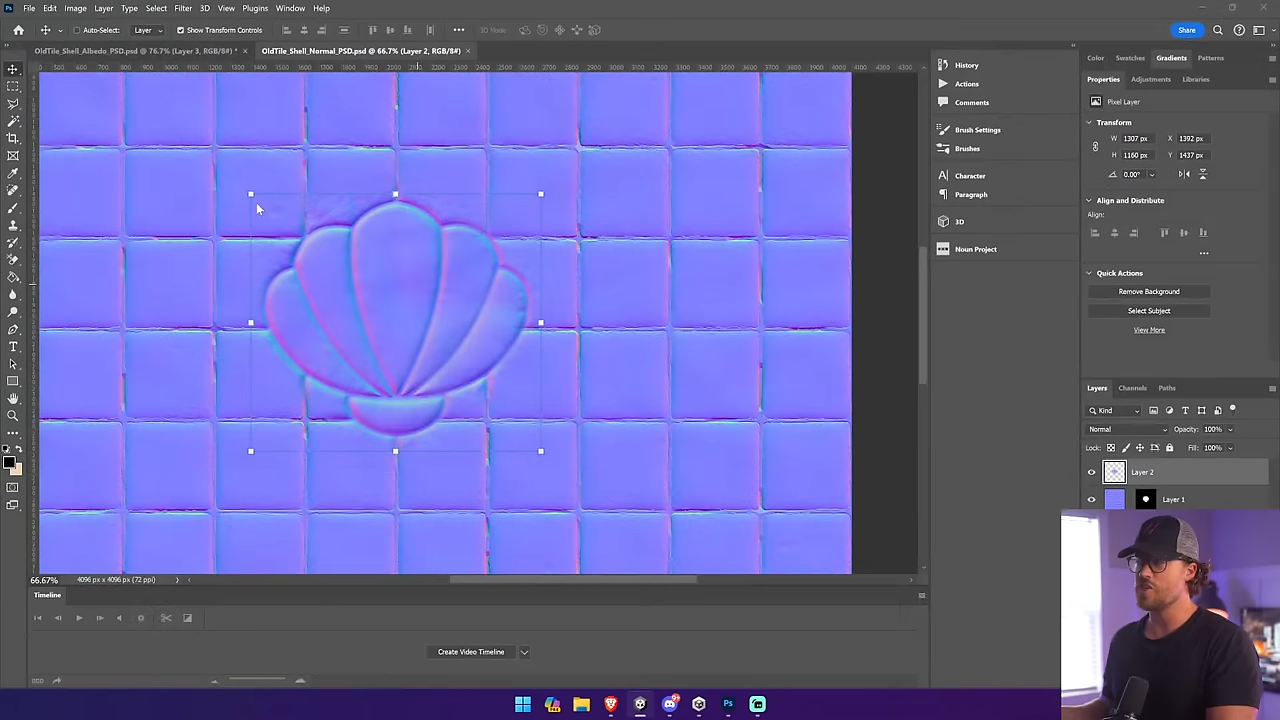 File Edit Image Layer Type Select Filter 3D View Plugins Window Help
Auto-Select: Layer Show Transform Controls 3D Mode: Share
OldTile_Shell_Albedo_PSD.psd @ 76.7% (Layer 3, RGB/8#) * × OldTile_Shell_Normal_PSD.psd @ 66.7% (Layer 2, RGB/8#) ×
History
Actions
Comments
Brush Settings
Brushes
Character
Paragraph
3D
Noun Project
Color Swatches Gradients Patterns
Properties Adjustments Libraries
Pixel Layer
Transform
W 1307 px X 1392 px
H 1160 px Y 1437 px
0.00°
Align and Distribute
Align:
Quick Actions
Remove Background
Select Subject
View More
Layers Channels Paths
Kind
Normal Opacity: 100%
Lock: Fill: 100%
Layer 2
Layer 1
66.67% 4096 px x 4096 px (72 ppi)
Timeline
Create Video Timeline